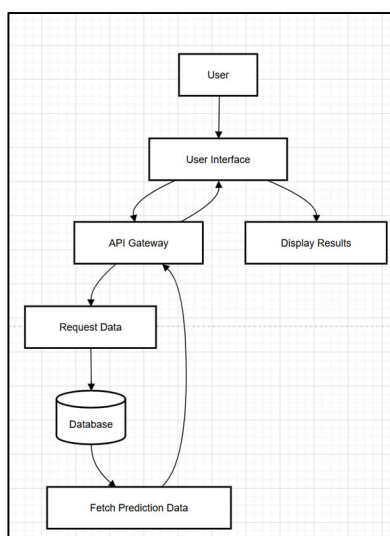 User
User Interface
API Gateway
Display Results
Request Data
Database
Fetch Prediction Data